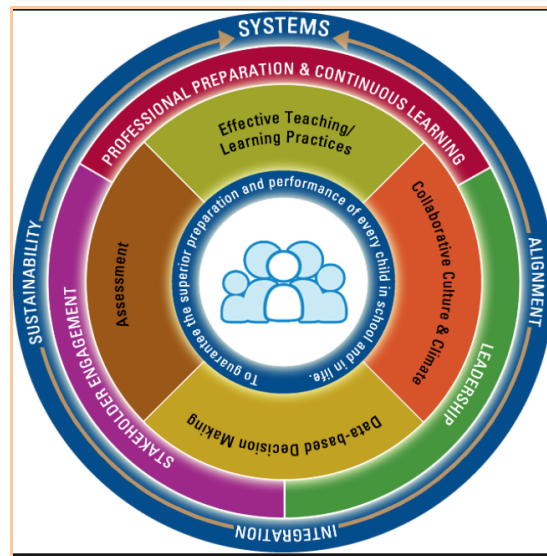 SYSTEMS
PROFESSIONAL PREPARATION & CONTINUOUS LEARNING
Effective Teaching/
Learning Practices
To guarantee the superior preparation and performance of every child in school and in life.
Assessment
Collaborative Culture & Climate
Data-based Decision Making
SUSTAINABILITY
STAKEHOLDER ENGAGEMENT
LEADERSHIP
ALIGNMENT
INTEGRATION